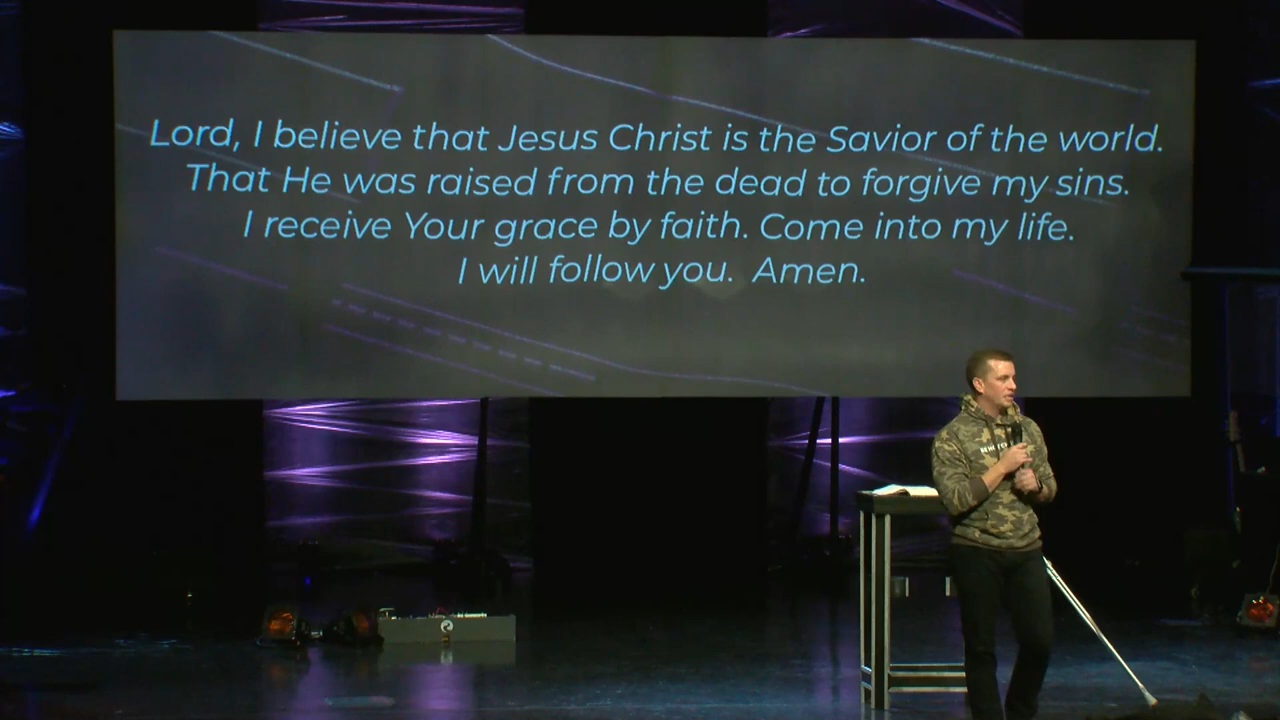 Lord, I believe that Jesus Christ is the Savior of the world.
That He was raised from the dead to forgive my sins.
I receive Your grace by faith. Come into my life.
I will follow you. Amen.